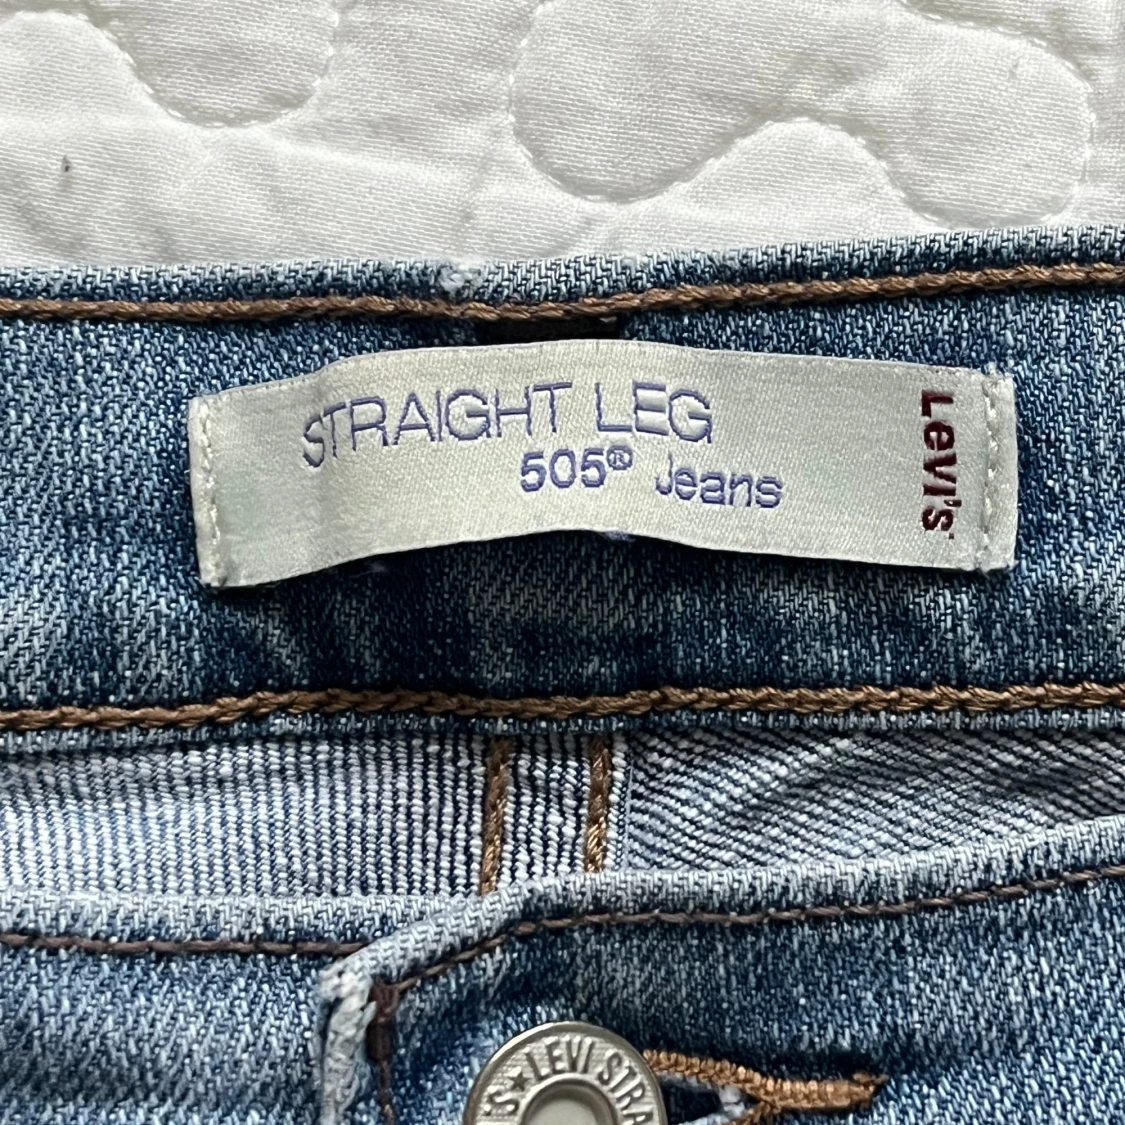 STRAIGHT LEG
505® Jeans
Levi's
'S★LEVI STRA